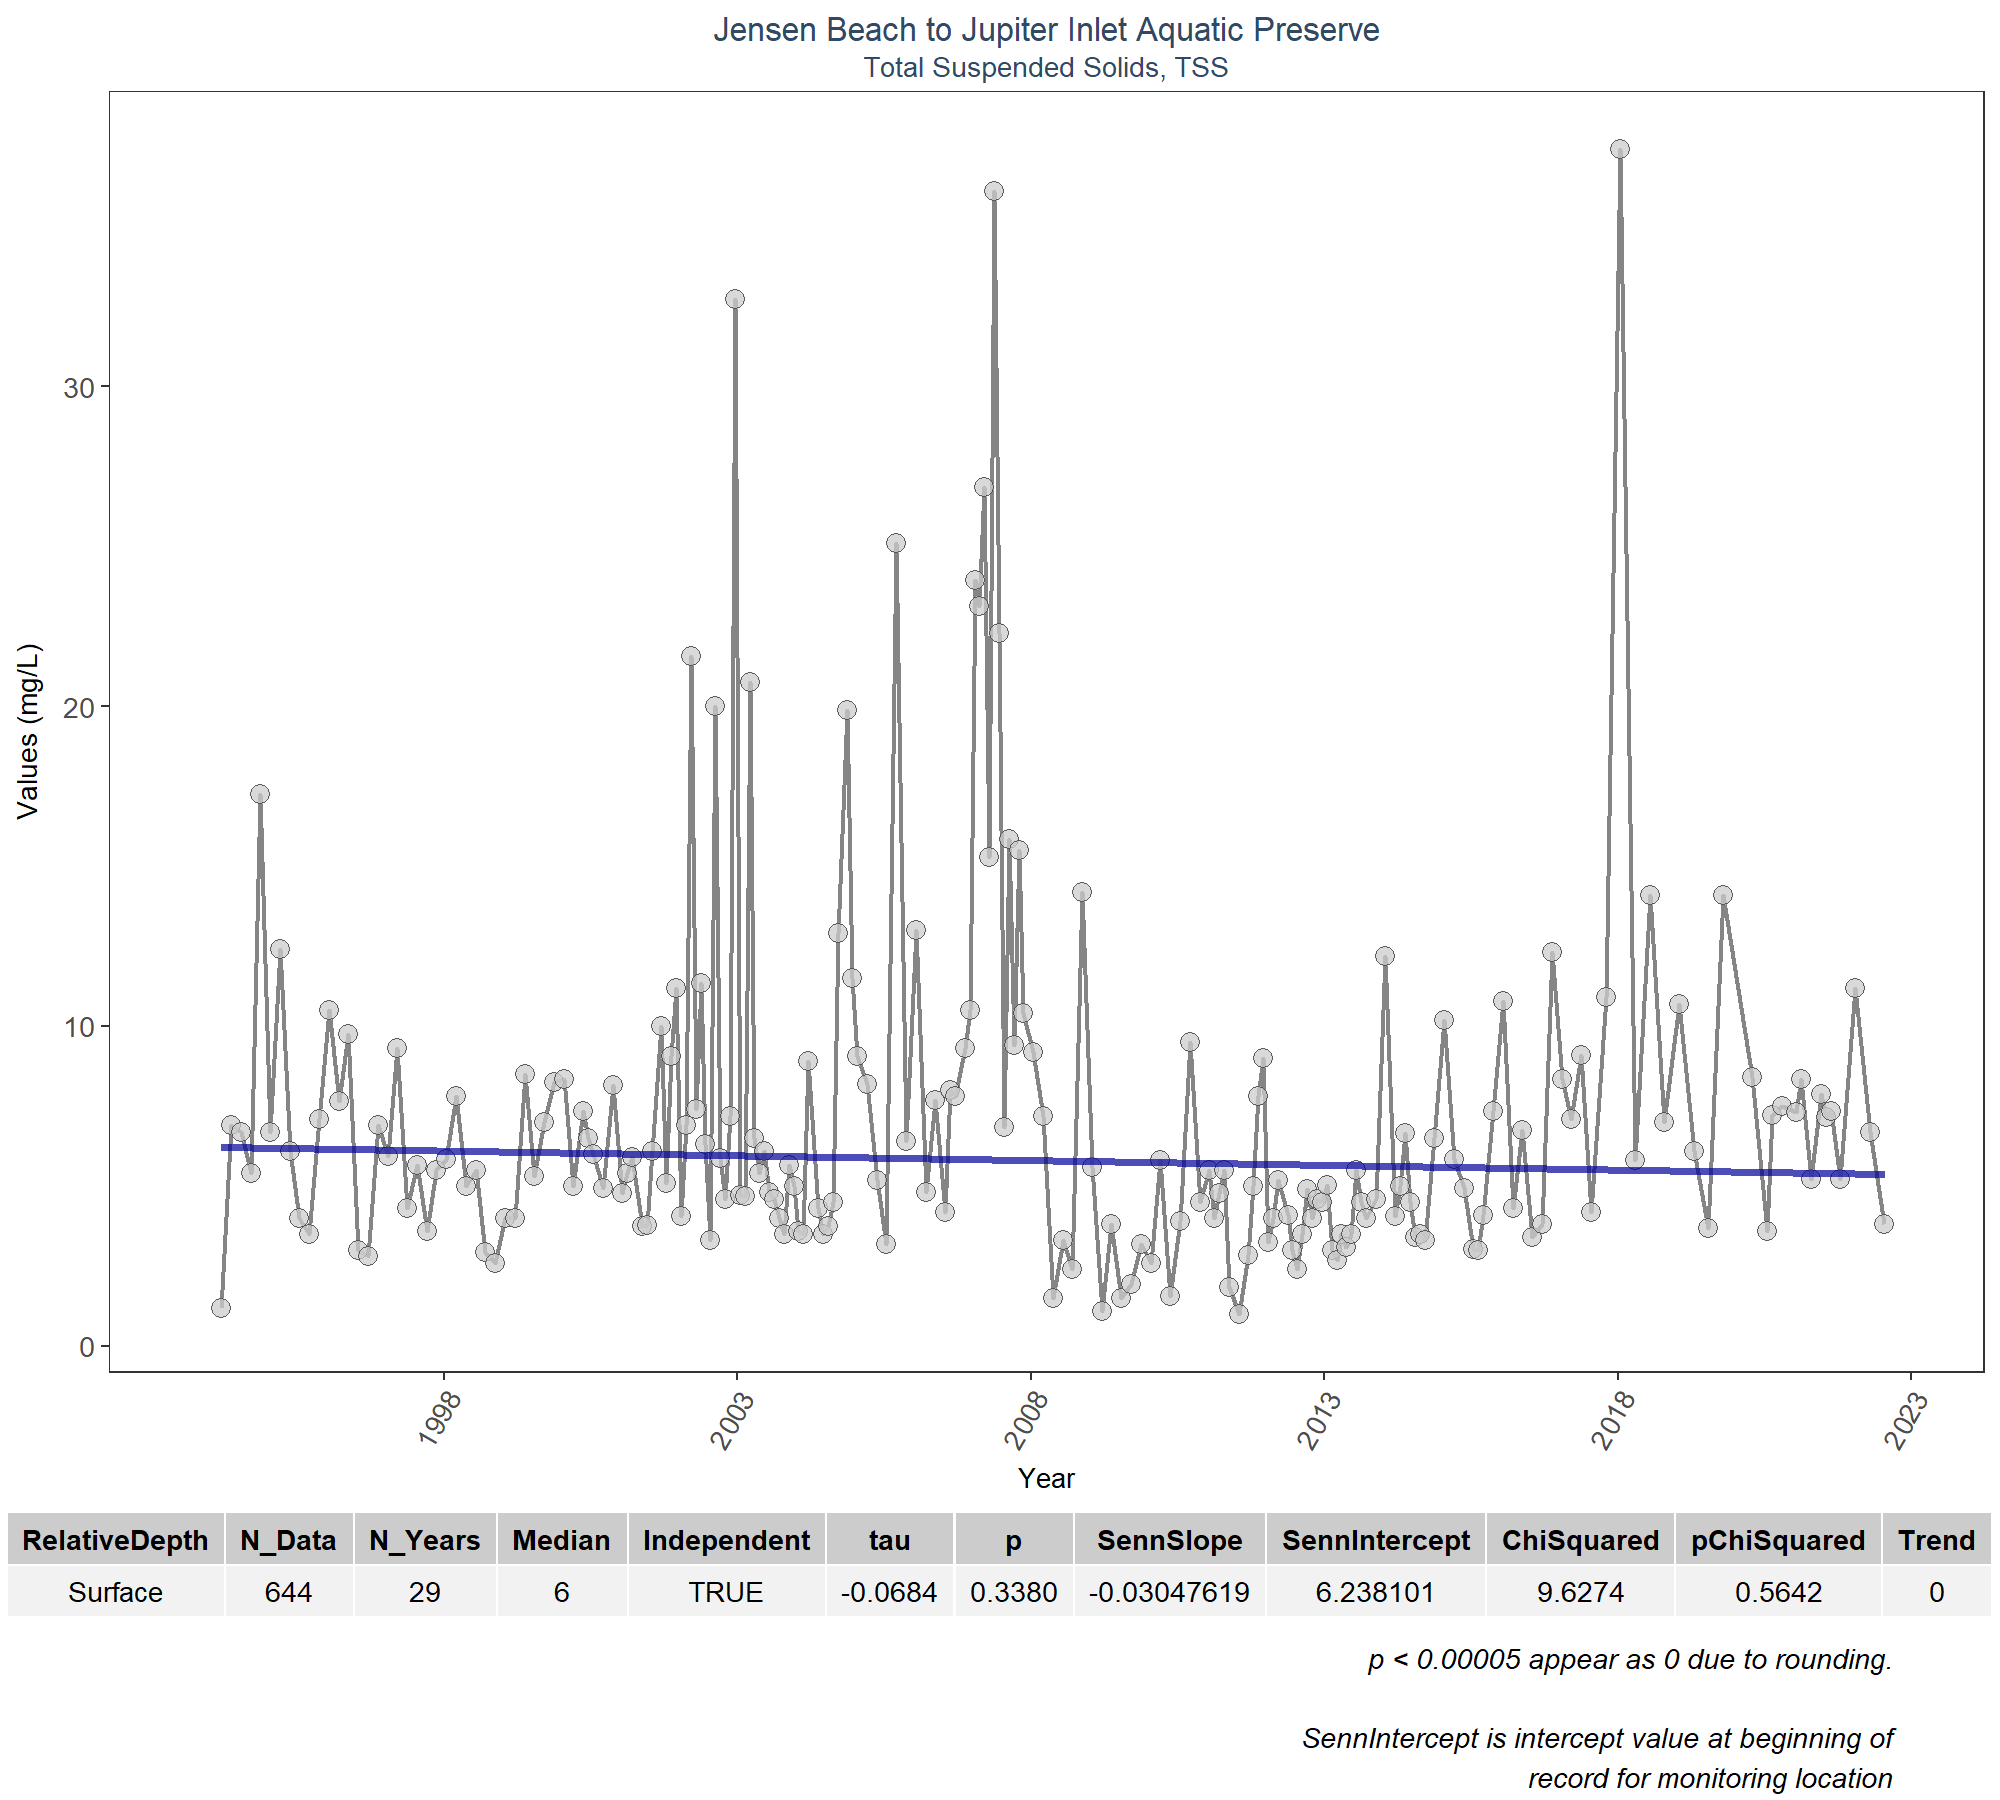 Jensen Beach to Jupiter Inlet Aquatic Preserve
Total Suspended Solids, TSS
Values (mg/L)
30
20
10
0
1998
2003
2008
2013
2018
2023
Year
RelativeDepth N_Data N_Years Median Independent tau p SennSlope SennIntercept ChiSquared pChiSquared Trend
Surface 644 29 6 TRUE -0.0684 0.3380 -0.03047619 6.238101 9.6274 0.5642 0
p < 0.00005 appear as 0 due to rounding.
SennIntercept is intercept value at beginning of
record for monitoring location